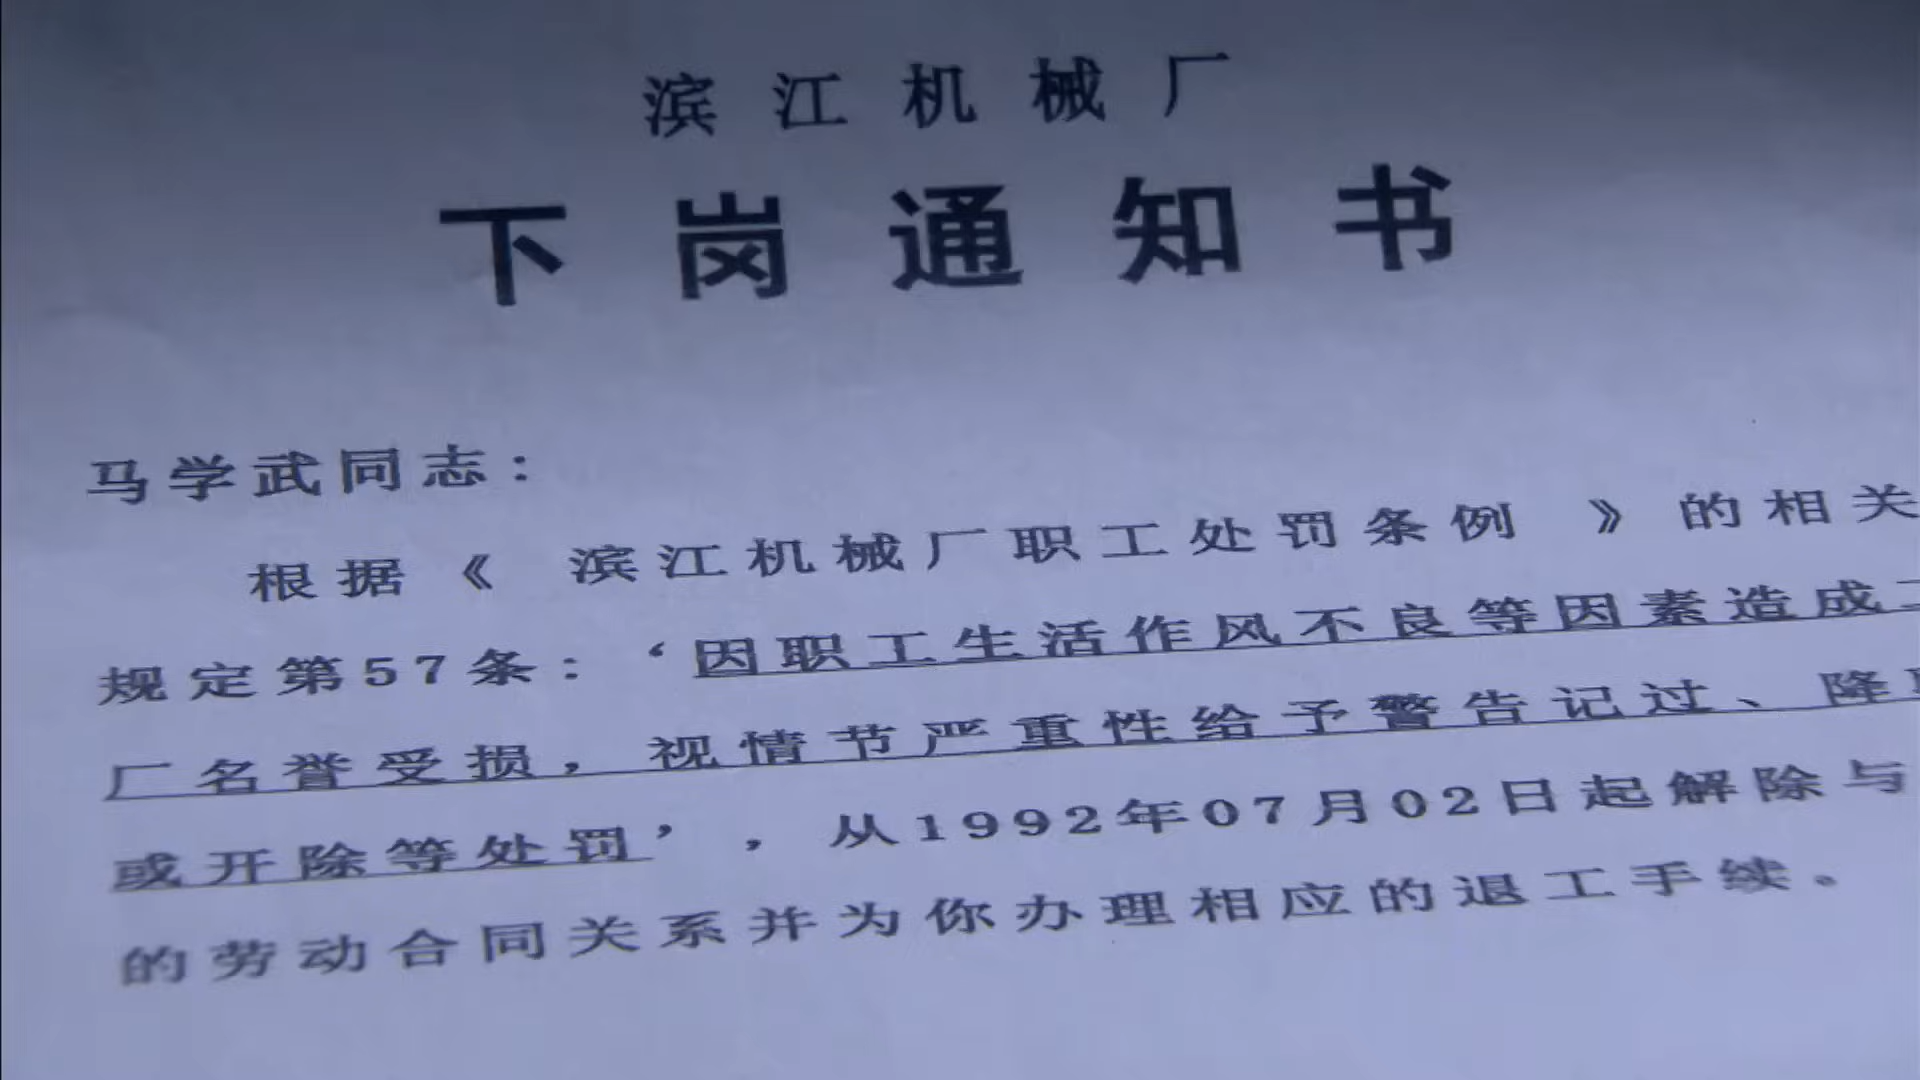 滨江机械厂
下岗通知书
马学武同志：
根据《 滨江机械厂职工处罚条例 》的相关
规定第57条：‘因职工生活作风不良等因素造成
厂名誉受损，视情节严重性给予警告记过、降
或开除等处罚’，从1992年07月02日起解除与
的劳动合同关系并为你办理相应的退工手续。